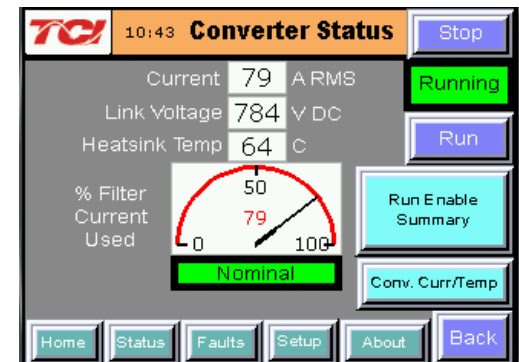 TCI 10:43 Converter Status Stop
Current 79 A RMS
Running
Link Voltage 784 V DC
Heatsink Temp 64 C
Run
% Filter
Current
Used
50
79
0 100
Nominal
Run Enable
Summary
Conv. Curr/Temp
Home Status Faults Setup About Back